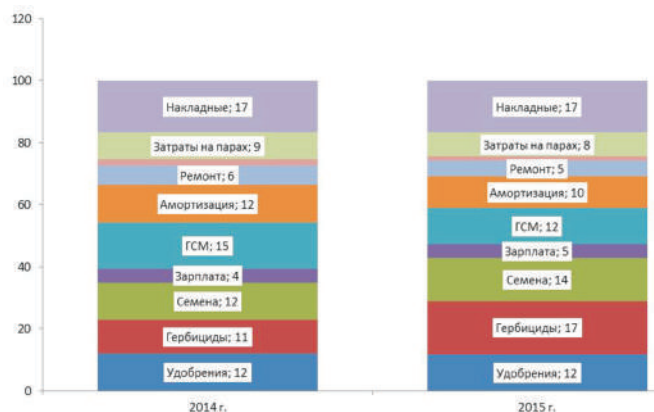 120
100
80
60
40
20
0
Накладные; 17
Затраты на парах; 9
Ремонт; 6
Амортизация; 12
ГСМ; 15
Зарплата; 4
Семена; 12
Гербициды; 11
Удобрения; 12
2014 г.
Накладные; 17
Затраты на парах; 8
Ремонт; 5
Амортизация; 10
ГСМ; 12
Зарплата; 5
Семена; 14
Гербициды; 17
Удобрения; 12
2015 г.